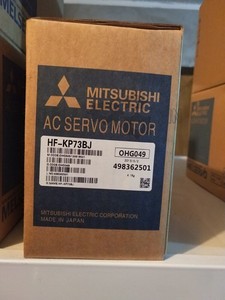 MITSUBISHI
ELECTRIC
AC SERVO MOTOR
HF-KP73BJ
OHG049
498362501
MITSUBISHI ELECTRIC CORPORATION
MADE IN JAPAN